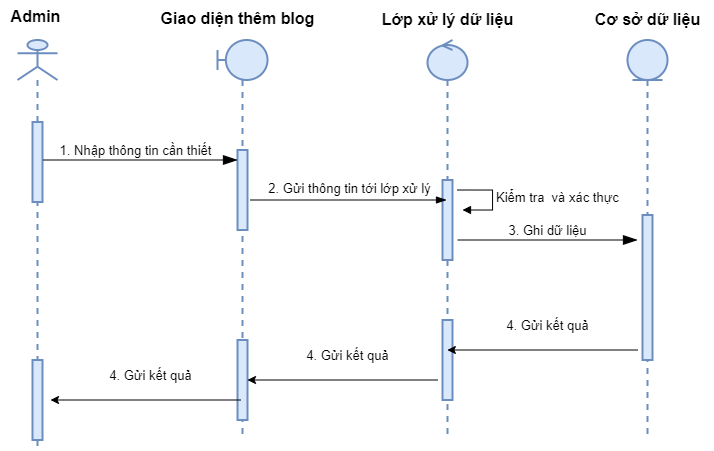 Admin
Giao diện thêm blog
Lớp xử lý dữ liệu
Cơ sở dữ liệu
1. Nhập thông tin cần thiết
2. Gửi thông tin tới lớp xử lý
Kiểm tra và xác thực
3. Ghi dữ liệu
4. Gửi kết quả
4. Gửi kết quả
4. Gửi kết quả